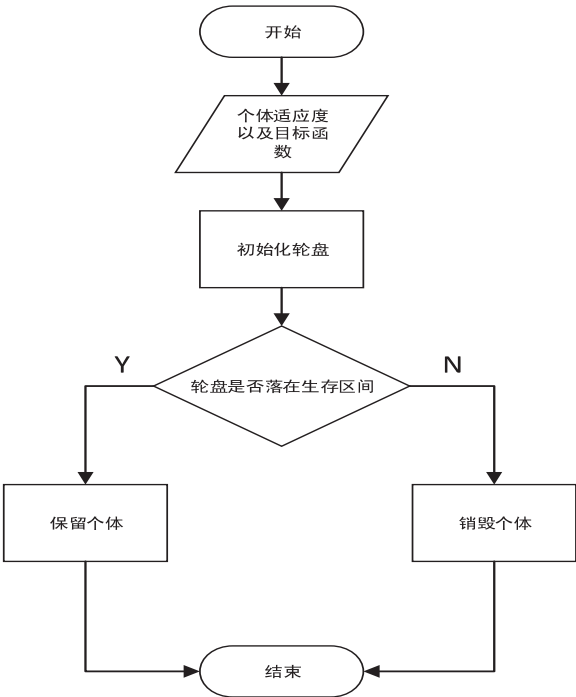 开始
个体适应度
以及目标函
数
初始化轮盘
Y
N
轮盘是否落在生存区间
保留个体
销毁个体
结束